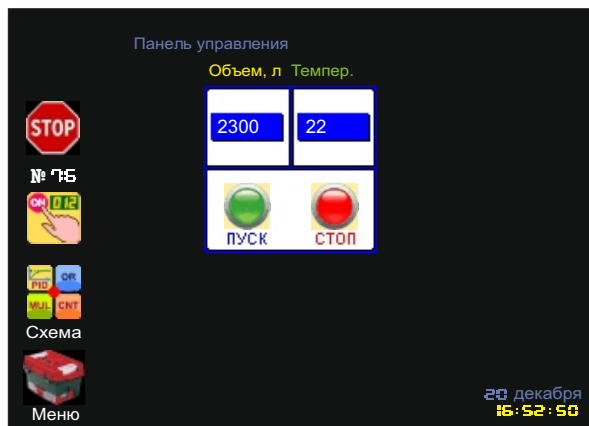 Панель управления
Объем, л Темпер.
2300 22
STOP
№ 76
ON 012
ПУСК СТОП
PID OR
MUL CNT
Схема
Меню
20 декабря
16:52:50